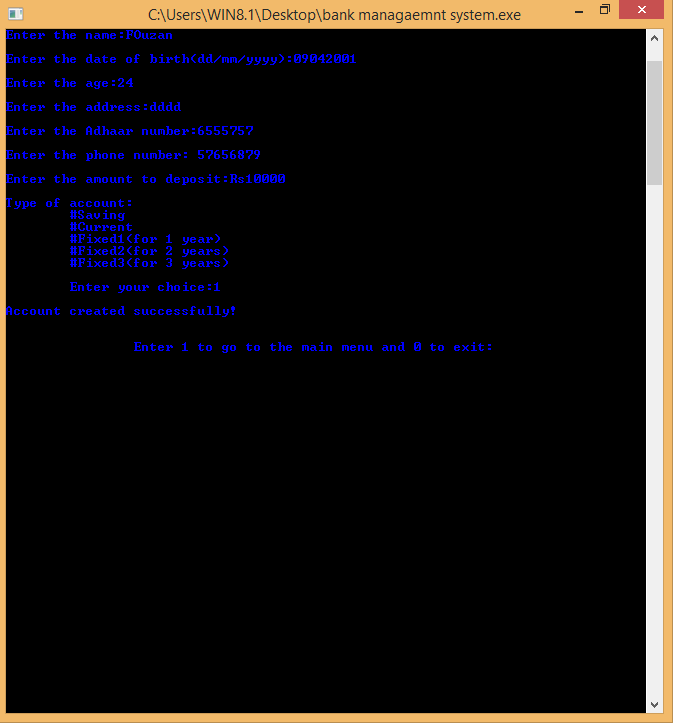 C:\Users\WIN8.1\Desktop\bank managaemnt system.exe
Enter the name:FOuzan
Enter the date of birth(dd/mm/yyyy):09042001
Enter the age:24
Enter the address:dddd
Enter the Adhaar number:6555757
Enter the phone number: 57656879
Enter the amount to deposit:Rs10000
Type of account:
#Saving
#Current
#Fixed1(for 1 year)
#Fixed2(for 2 years)
#Fixed3(for 3 years)
Enter your choice:1
Account created successfully!
Enter 1 to go to the main menu and 0 to exit: